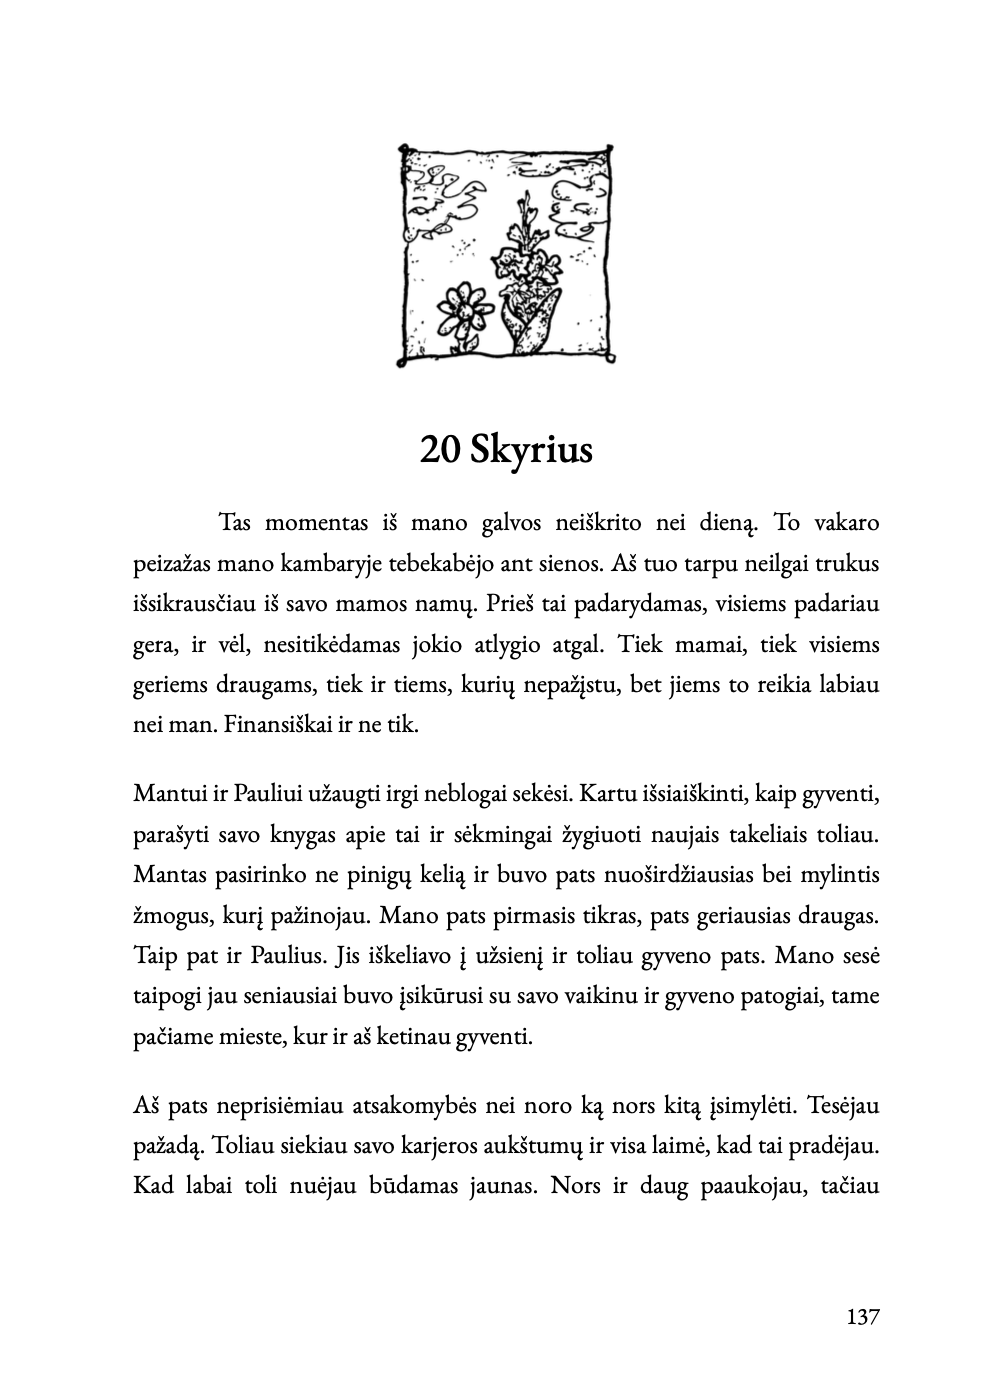 20 Skyrius
Tas momentas iš mano galvos neiškrito nei dieną. To vakaro
peizažas mano kambaryje tebekabėjo ant sienos. Aš tuo tarpu neilgai trukus
išsikrausčiau iš savo mamos namų. Prieš tai padarydamas, visiems padariau
gera, ir vėl, nesitikėdamas jokio atlygio atgal. Tiek mamai, tiek visiems
geriems draugams, tiek ir tiems, kurių nepažįstu, bet jiems to reikia labiau
nei man. Finansiškai ir ne tik.
Mantui ir Pauliui užaugti irgi neblogai sekėsi. Kartu išsiaiškinti, kaip gyventi,
parašyti savo knygas apie tai ir sėkmingai žygiuoti naujais takeliais toliau.
Mantas pasirinko ne pinigų kelią ir buvo pats nuoširdžiausias bei mylintis
žmogus, kurį pažinojau. Mano pats pirmasis tikras, pats geriausias draugas.
Taip pat ir Paulius. Jis iškeliavo į užsienį ir toliau gyveno pats. Mano sesė
taipogi jau seniausiai buvo įsikūrusi su savo vaikinu ir gyveno patogiai, tame
pačiame mieste, kur ir aš ketinau gyventi.
Aš pats neprisiėmiau atsakomybės nei noro ką nors kitą įsimylėti. Tesėjau
pažadą. Toliau siekiau savo karjeros aukštumų ir visa laimė, kad tai pradėjau.
Kad labai toli nuėjau būdamas jaunas. Nors ir daug paaukojau, tačiau
137